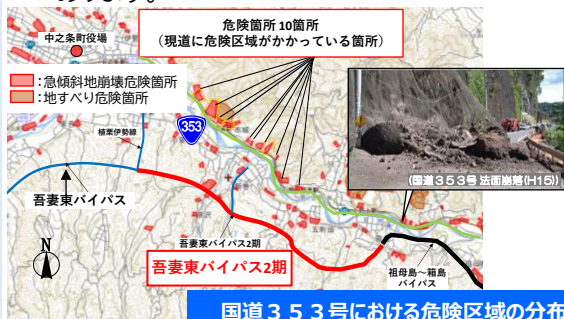 危険箇所 10箇所
（現道に危険区域がかかっている箇所）
中之条町役場
:急傾斜地崩壊危険箇所
:地すべり危険箇所
353
植栗伊勢線
(国道３５３号 法面崩落(H15))
吾妻東バイパス
吾妻東バイパス2期
吾妻東バイパス2期
祖母島～箱島
バイパス
N
国道３５３号における危険区域の分布